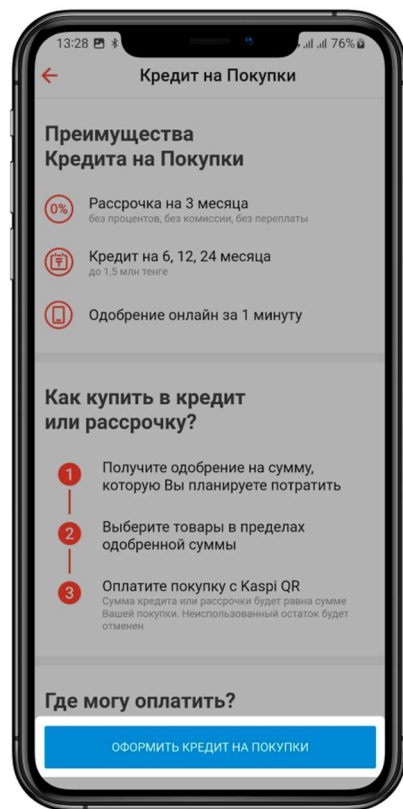 13:28 76%
Кредит на Покупки
Преимущества
Кредита на Покупки
0%
Рассрочка на 3 месяца
без процентов, без комиссии, без переплаты
Кредит на 6, 12, 24 месяца
до 1,5 млн тенге
Одобрение онлайн за 1 минуту
Как купить в кредит
или рассрочку?
1 Получите одобрение на сумму,
которую Вы планируете потратить
2 Выберите товары в пределах
одобренной суммы
3 Оплатите покупку с Kaspi QR
Сумма кредита или рассрочки будет равна сумме
Вашей покупки. Неиспользованный остаток будет
отменен
Где могу оплатить?
ОФОРМИТЬ КРЕДИТ НА ПОКУПКИ